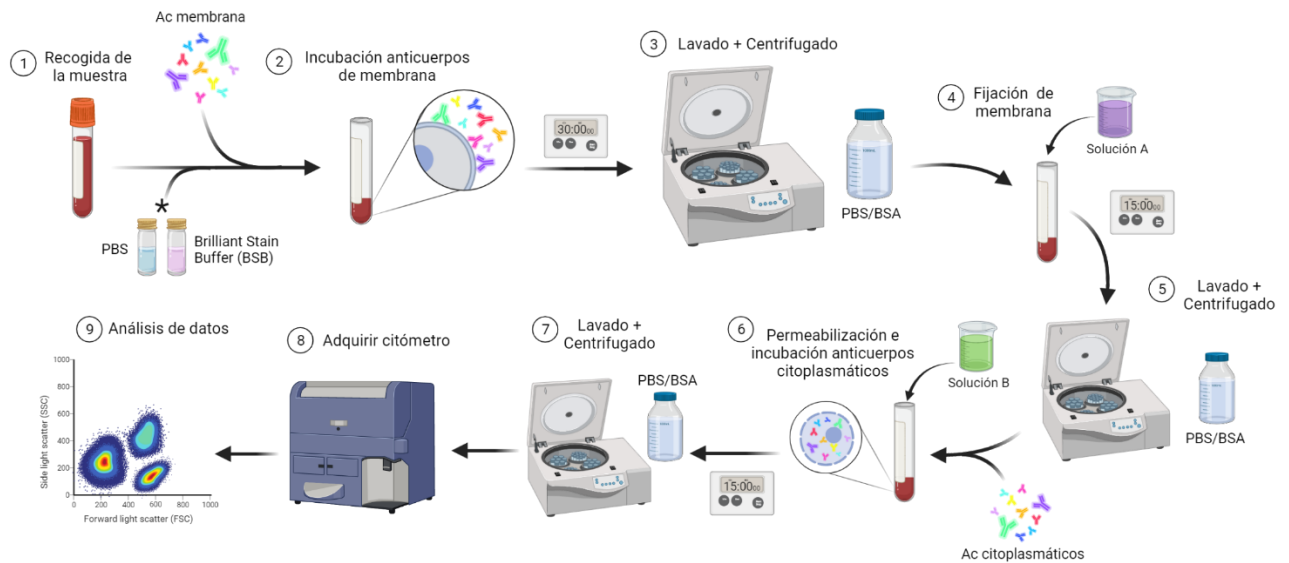 Ac membrana
1
Recogida de
la muestra
2
Incubación anticuerpos
de membrana
*
PBS
Brilliant Stain
Buffer (BSB)
30:00 00
3
Lavado + Centrifugado
PBS/BSA
4
Fijación de
membrana
Solución A
15:00 00
5
Lavado +
Centrifugado
PBS/BSA
6
Permeabilización e
incubación anticuerpos
citoplasmáticos
Solución B
Ac citoplasmáticos
15:00 00
7
Lavado +
Centrifugado
PBS/BSA
8
Adquirir citómetro
9
Análisis de datos
Side light scatter (SSC)
1000
800
600
400
200
0
0 200 400 600 800 1000
Forward light scatter (FSC)